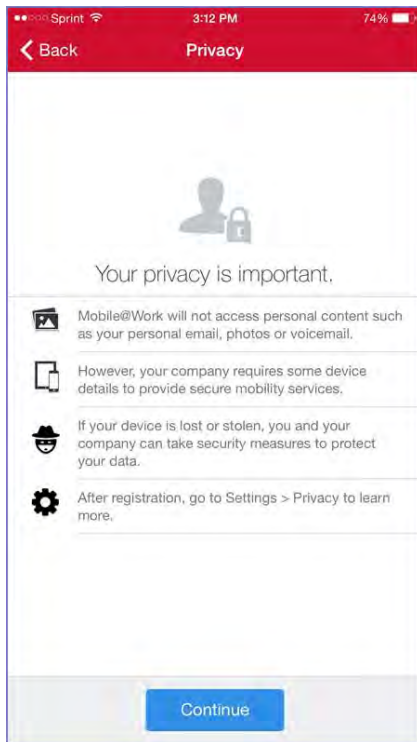 Sprint 3:12 PM 74%
Back Privacy
Your privacy is important.
Mobile@Work will not access personal content such
as your personal email, photos or voicemail.
However, your company requires some device
details to provide secure mobility services.
If your device is lost or stolen, you and your
company can take security measures to protect
your data.
After registration, go to Settings > Privacy to learn
more.
Continue